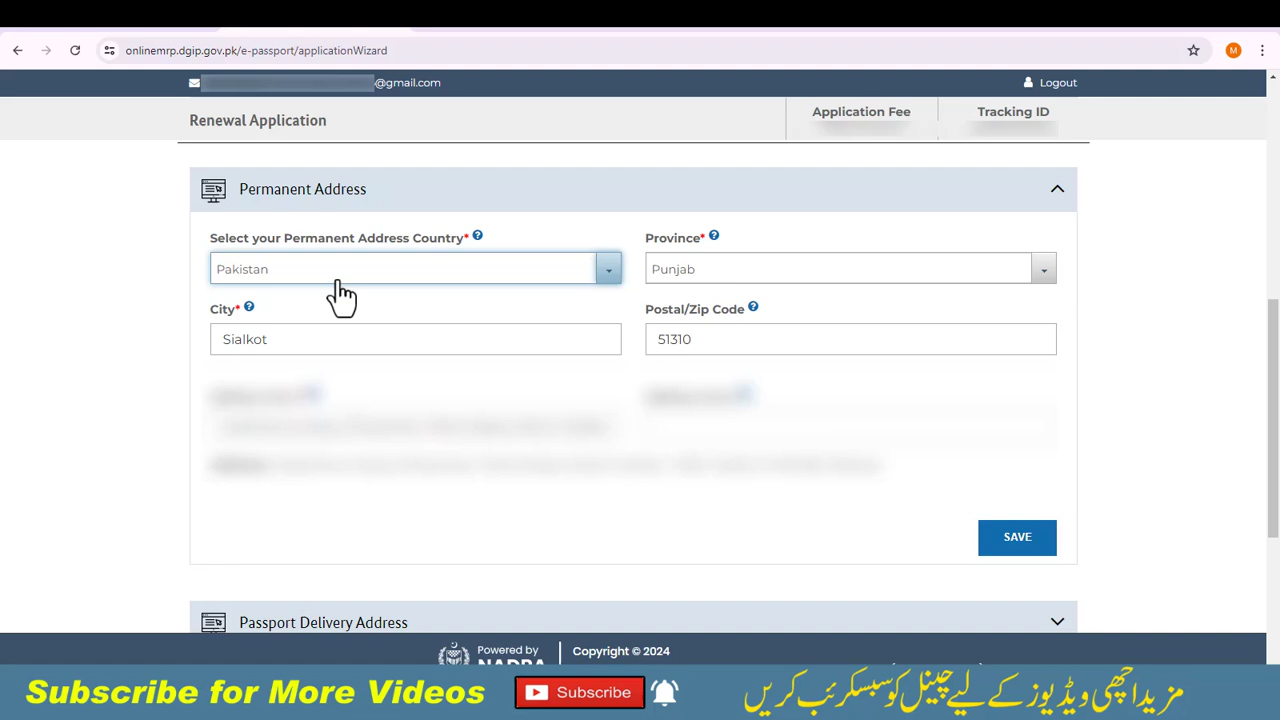 onlinemrp.dgip.gov.pk/e-passport/applicationWizard
M
@gmail.com
Logout
Renewal Application
Application Fee
Tracking ID
Permanent Address
Select your Permanent Address Country* ?
Province* ?
Pakistan
Punjab
City* ?
Postal/Zip Code ?
Sialkot
51310
SAVE
Passport Delivery Address
Powered by
NADRA
Copyright © 2024
Subscribe for More Videos
Subscribe
مزید اچھی ویڈیوز کے لیے چینل کو سبسکرائب کریں